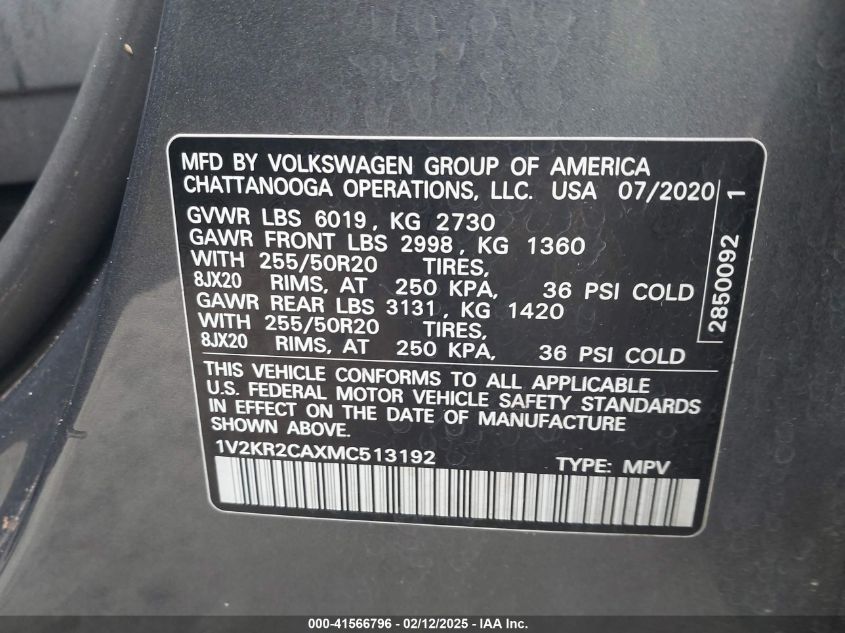 MFD BY VOLKSWAGEN GROUP OF AMERICA
CHATTANOOGA OPERATIONS, LLC. USA 07/2020
GVWR LBS 6019, KG 2730
GAWR FRONT LBS 2998, KG 1360
WITH 255/50R20 TIRES,
8JX20 RIMS, AT 250 KPA, 36 PSI COLD
GAWR REAR LBS 3131, KG 1420
WITH 255/50R20 TIRES,
8JX20 RIMS, AT 250 KPA, 36 PSI COLD
2850092 1
THIS VEHICLE CONFORMS TO ALL APPLICABLE
U.S. FEDERAL MOTOR VEHICLE SAFETY STANDARDS
IN EFFECT ON THE DATE OF MANUFACTURE
SHOWN ABOVE.
1V2KR2CAXMC513192 TYPE: MPV
000-41566796 - 02/12/2025 - IAA Inc.